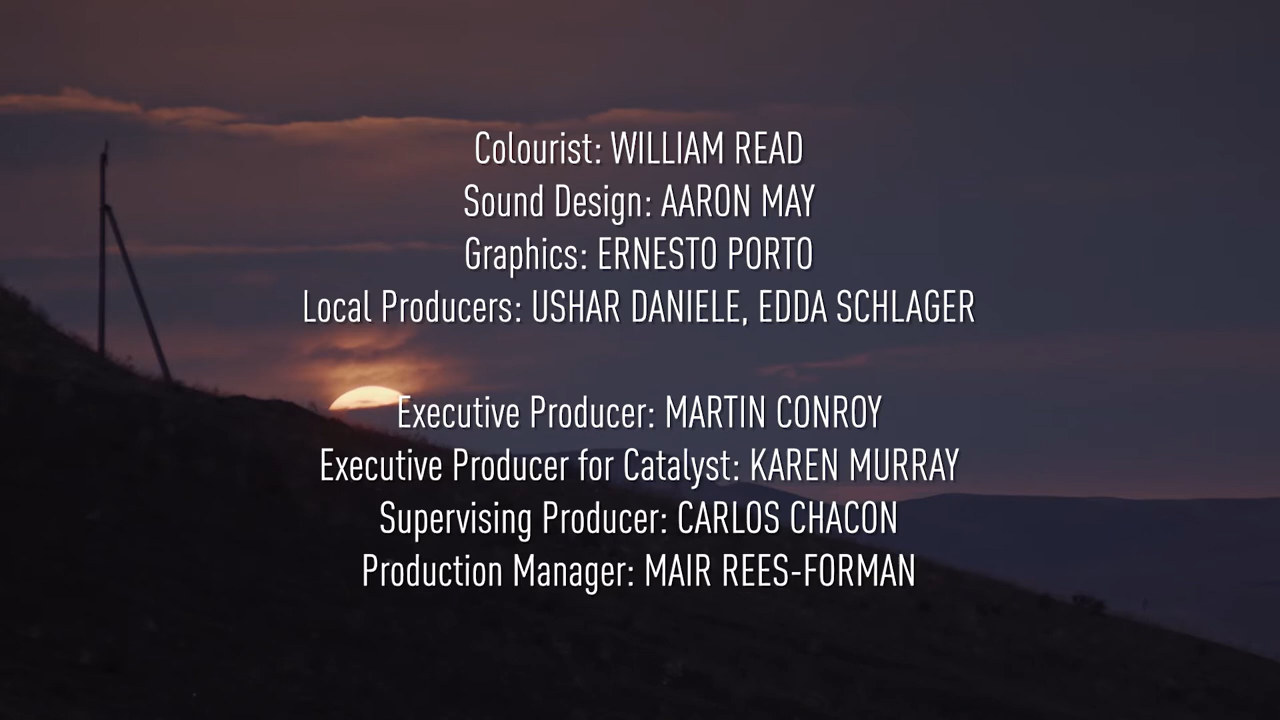 Colourist: WILLIAM READ
Sound Design: AARON MAY
Graphics: ERNESTO PORTO
Local Producers: USHAR DANIELE, EDDA SCHLAGER
Executive Producer: MARTIN CONROY
Executive Producer for Catalyst: KAREN MURRAY
Supervising Producer: CARLOS CHACON
Production Manager: MAIR REES-FORMAN